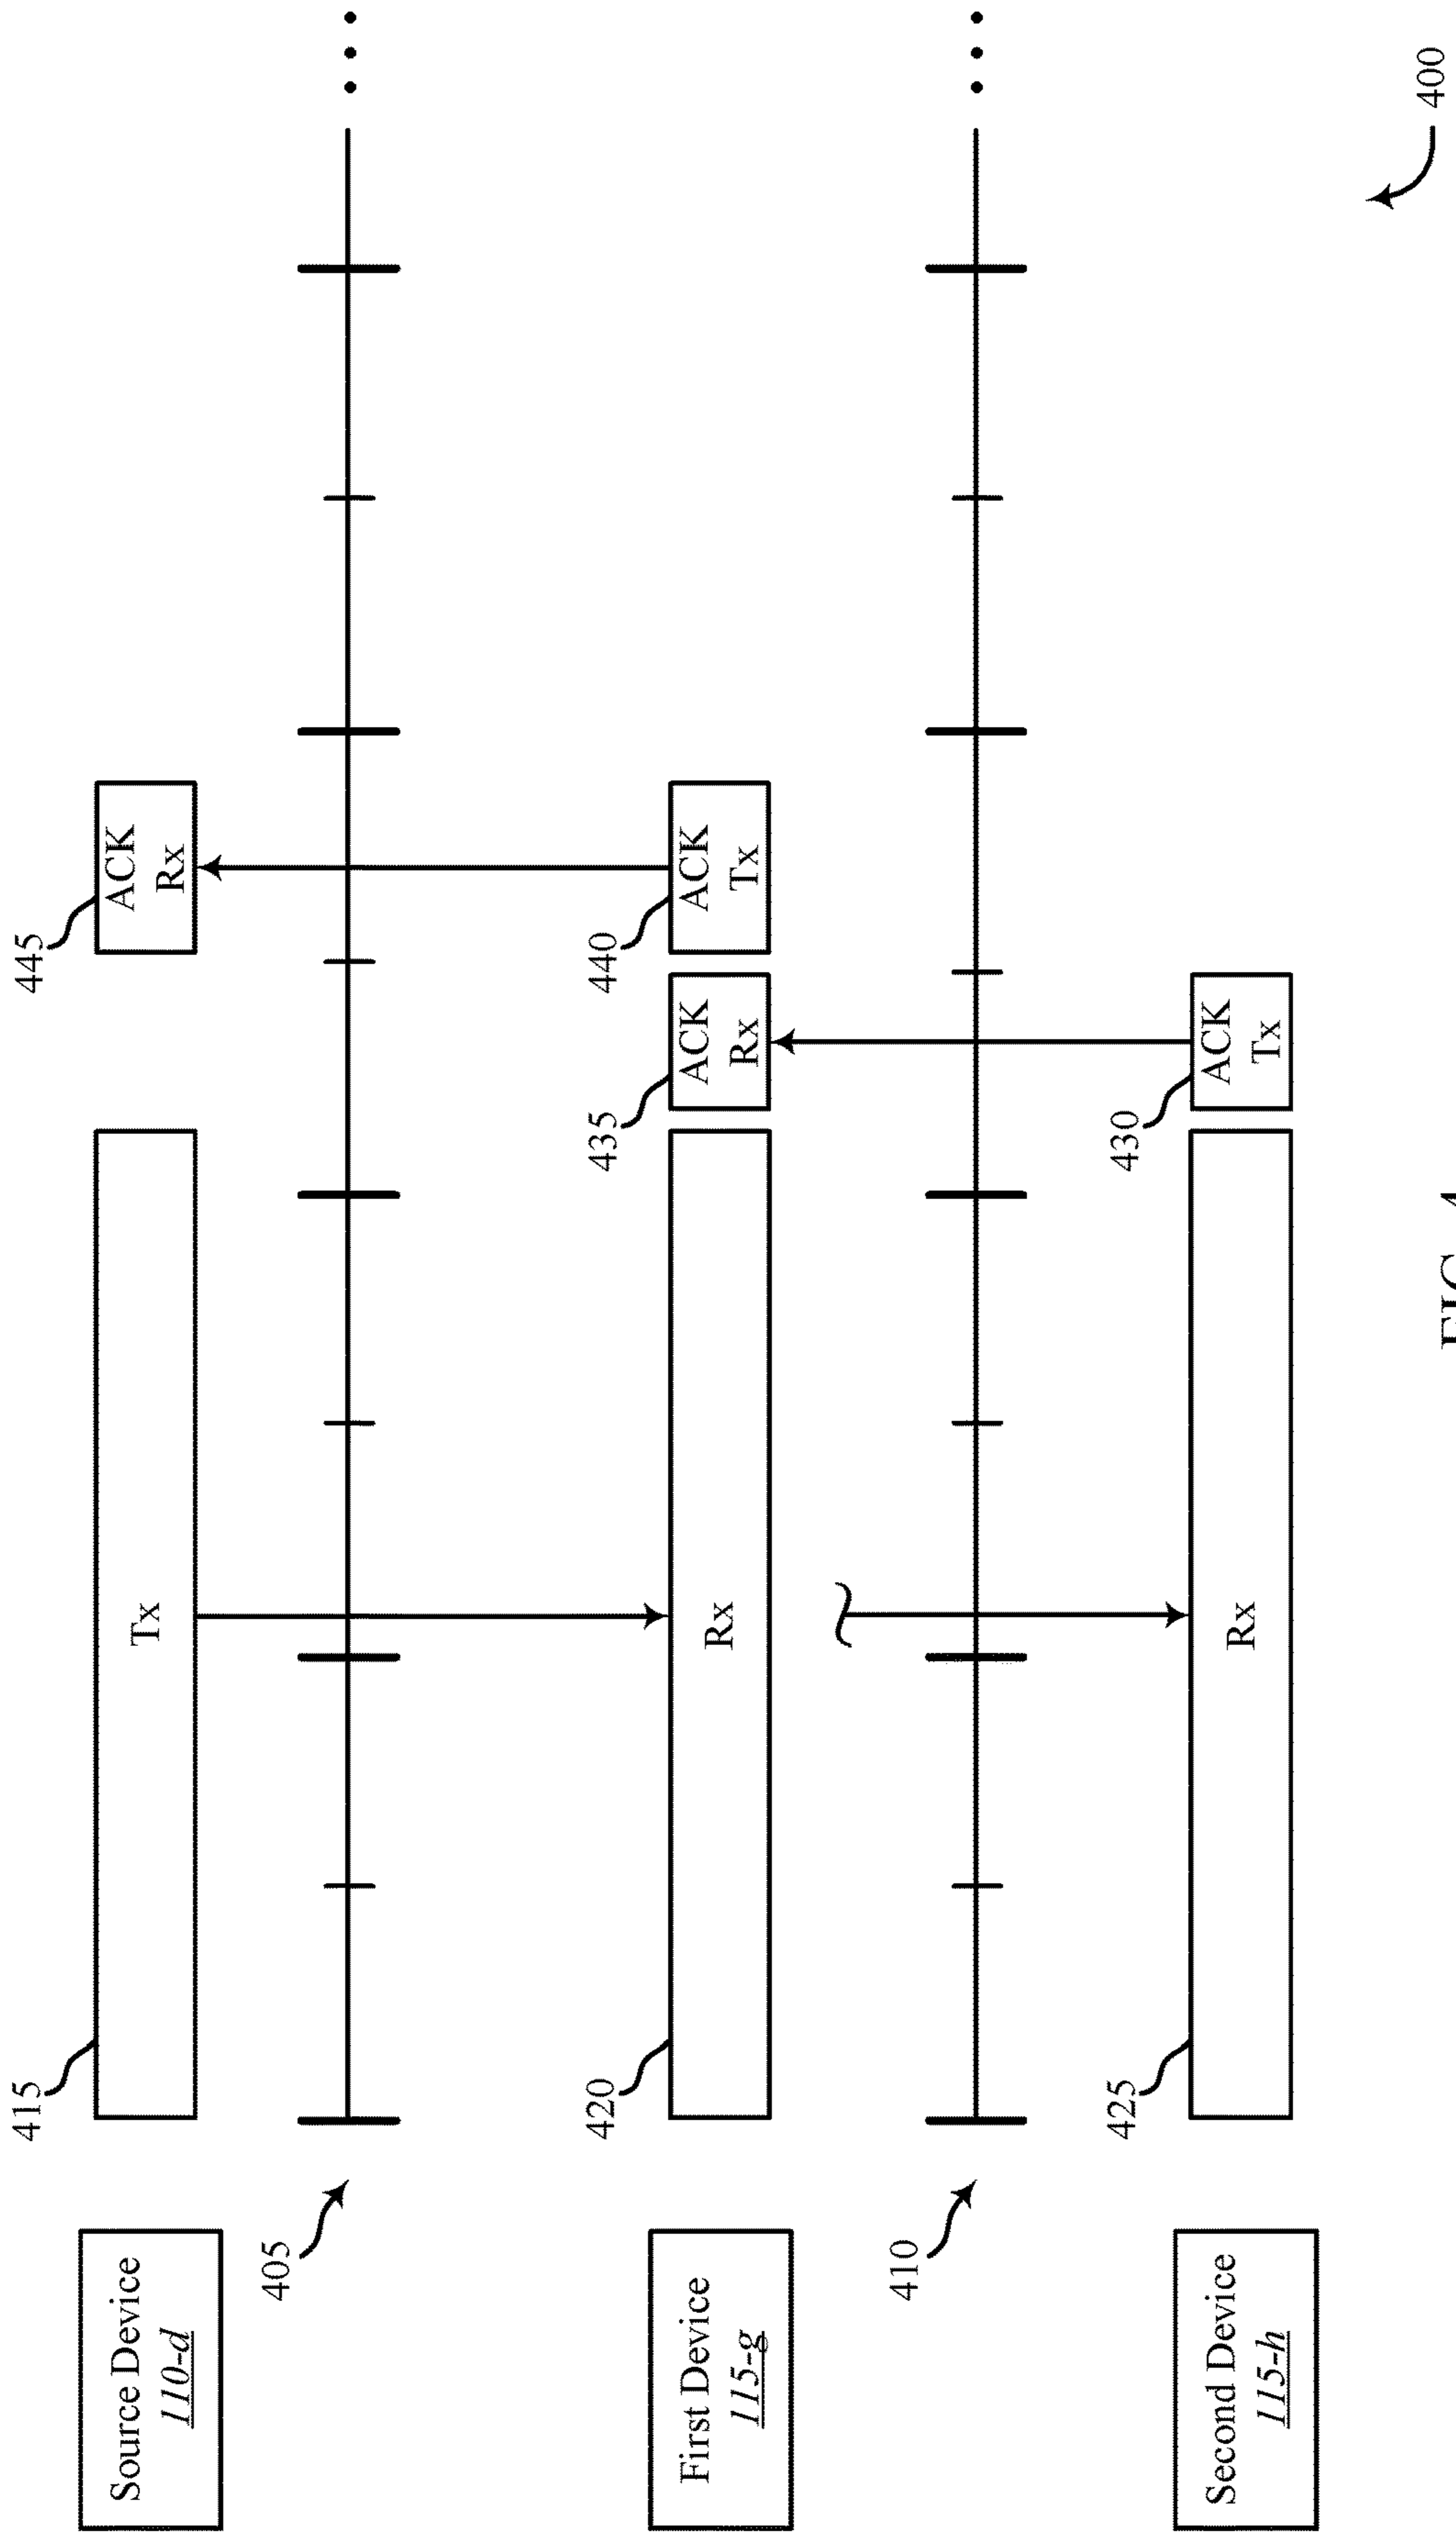 Source Device
110-d
415
Tx
445
ACK
Rx
405
First Device
115-g
420
Rx
435
ACK
Rx
440
ACK
Tx
410
Second Device
115-h
425
Rx
430
ACK
Tx
400